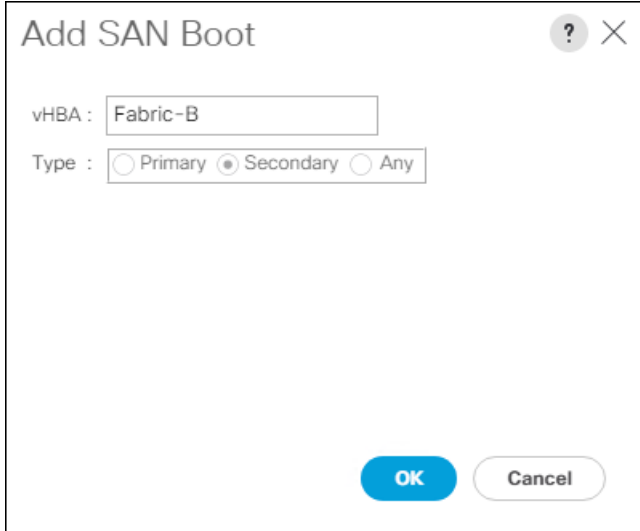 Add SAN Boot ?
vHBA : Fabric-B
Type : Primary Secondary Any
OK Cancel